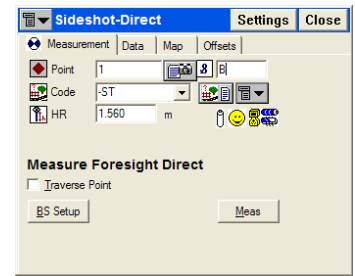 Sideshot-Direct Settings Close
Measurement Data Map Offsets
Point 1 8 B
Code -ST
HR 1.560 m
Measure Foresight Direct
Traverse Point
BS Setup Meas